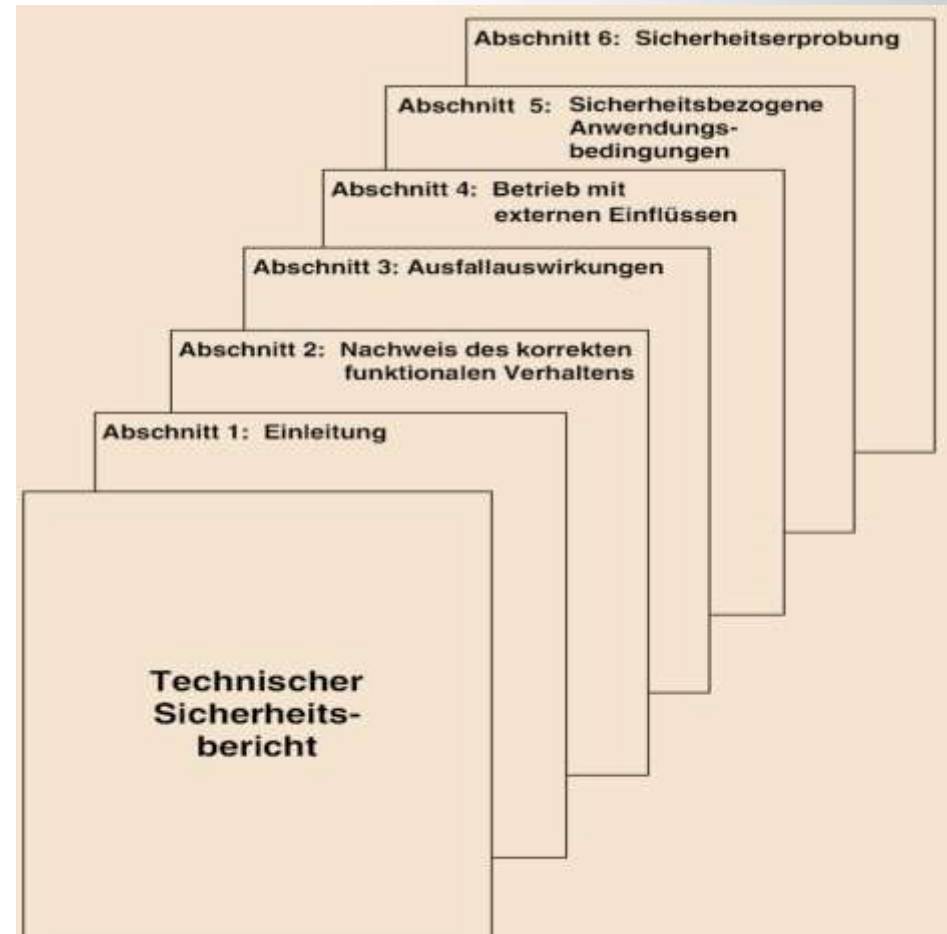 Abschnitt 6: Sicherheitserprobung
Abschnitt 5: Sicherheitsbezogene
Anwendungs-
bedingungen
Abschnitt 4: Betrieb mit
externen Einflüssen
Abschnitt 3: Ausfallauswirkungen
Abschnitt 2: Nachweis des korrekten
funktionalen Verhaltens
Abschnitt 1: Einleitung
Technischer
Sicherheits-
bericht